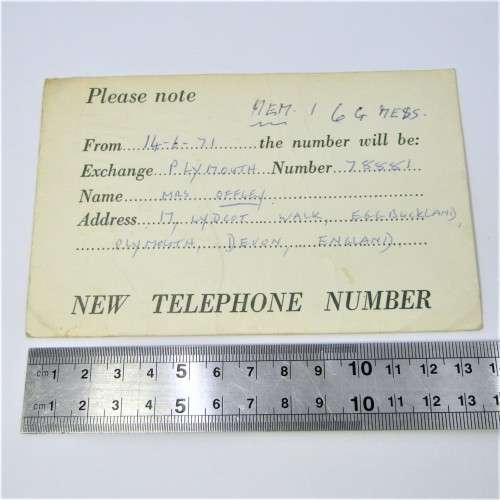 Please note
MEM. 1 6 G MESS.
From 14-6-71 the number will be:
Exchange PLYMOUTH Number 78881
Name MRS OFFLEY
Address 17, LYDCOT WALK, EGGBUCKLAND,
PLYMOUTH, DEVON, ENGLAND
NEW TELEPHONE NUMBER
cm 1 2 3 4 5 6 7 8 9 10 11 12 13
cm 1 2 3 4 5 6 7 8 9 10 11 12 13